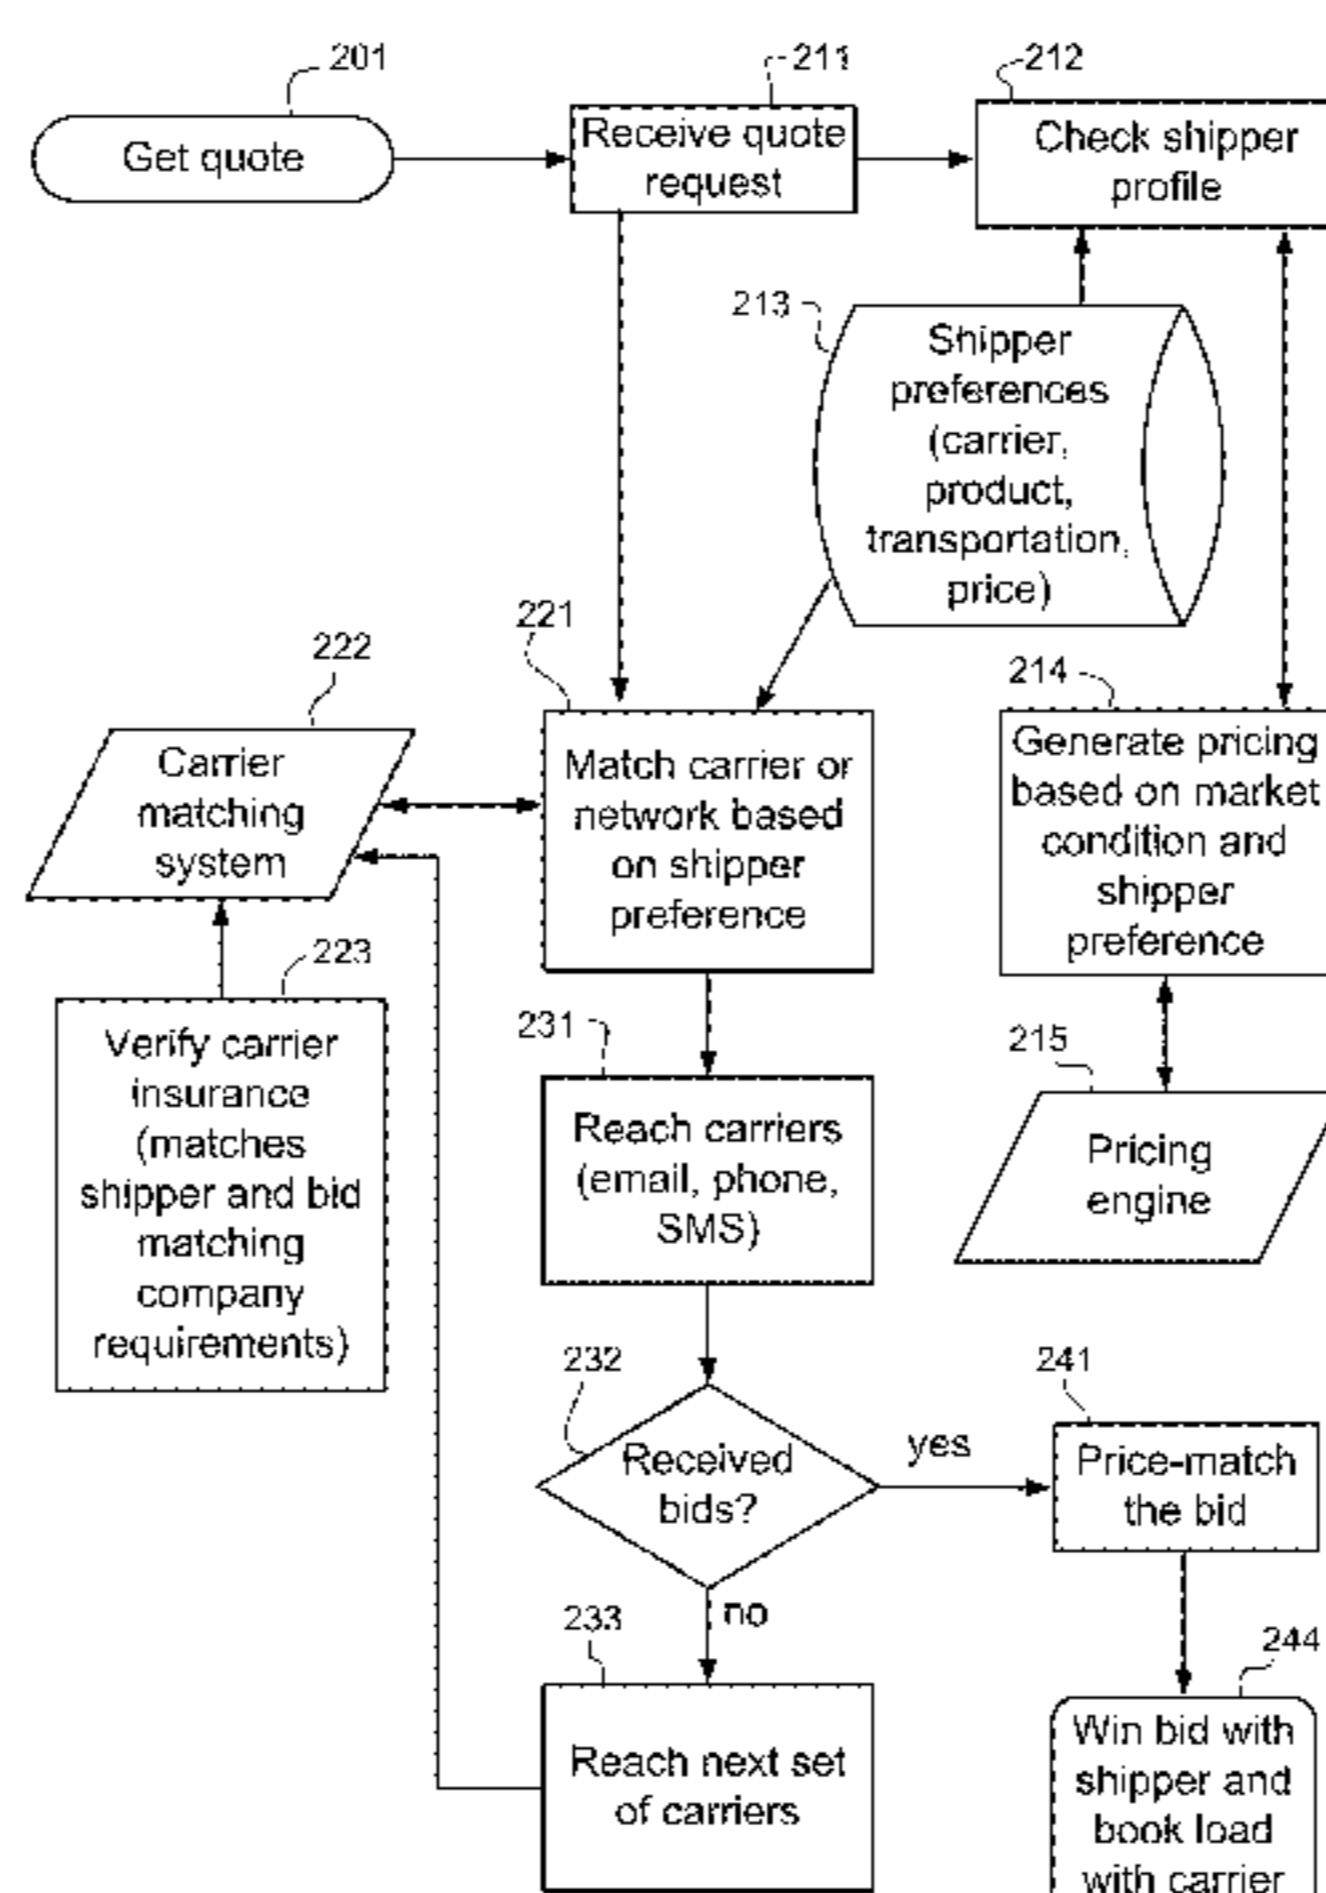 201
211
212
Get quote
Receive quote
request
Check shipper
profile
213
Shipper
preferences
(carrier,
product,
transportation,
price)
221
222
214
Carrier
matching
system
Match carrier or
network based
on shipper
preference
Generate pricing
based on market
condition and
shipper
preference
223
Verify carrier
insurance
(matches
shipper and bid
matching
company
requirements)
231
Reach carriers
(email, phone,
SMS)
215
Pricing
engine
232
Received
bids?
yes
241
Price-match
the bid
no
233
Reach next set
of carriers
244
Win bid with
shipper and
book load
with carrier